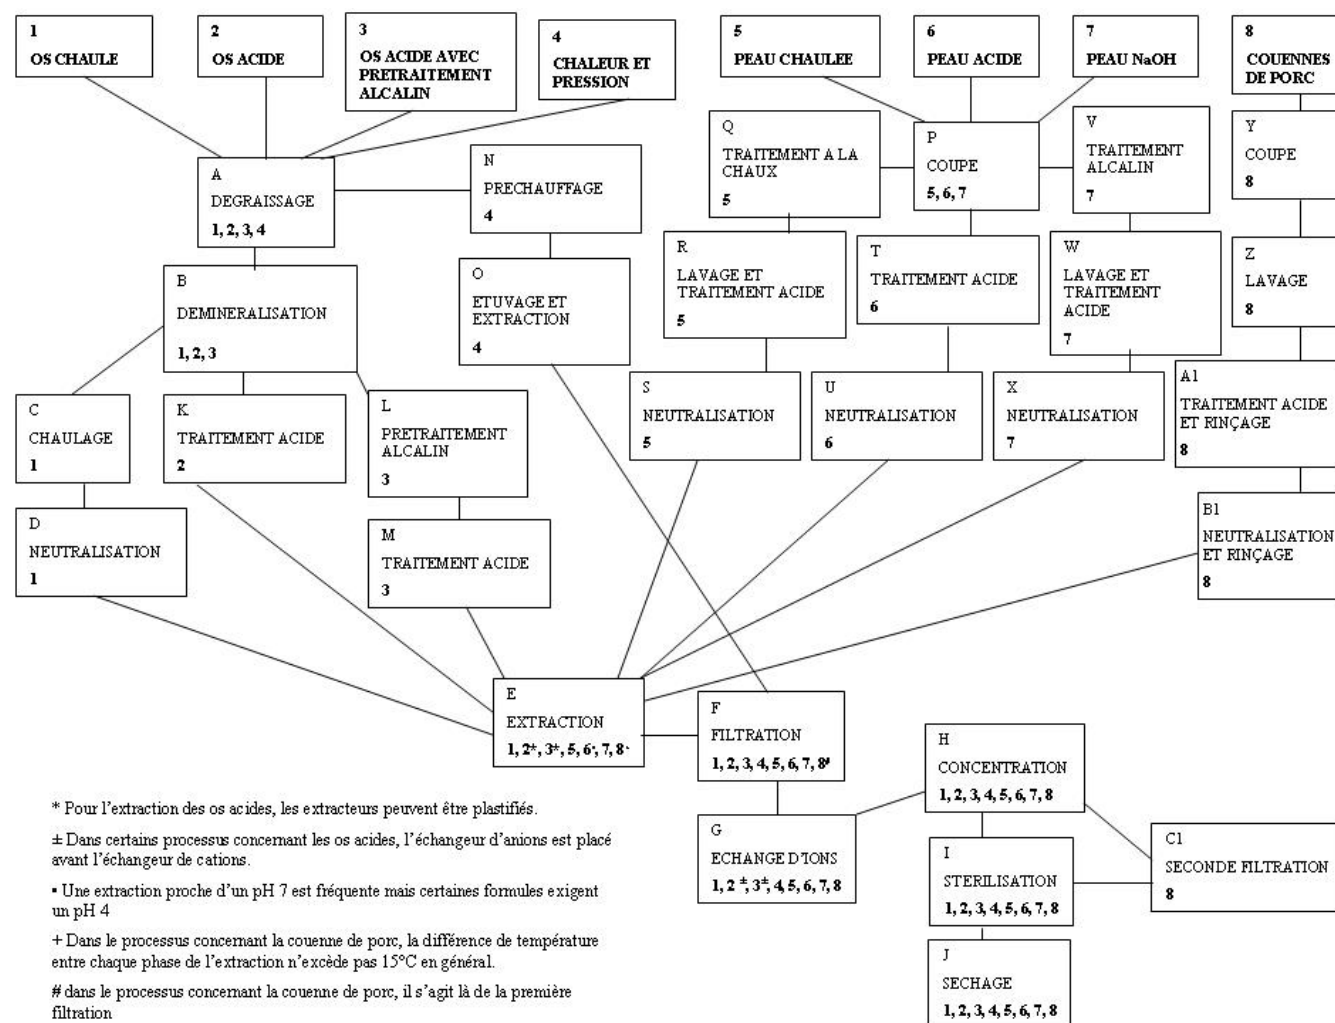 1
OS CHAULE
2
OS ACIDE
3
OS ACIDE AVEC
PRETRAITEMENT
ALCALIN
4
CHALEUR ET
PRESSION
5
PEAU CHAULEE
6
PEAU ACIDE
7
PEAU NaOH
8
COUENNES
DE PORC
A
DEGRAISSAGE
1, 2, 3, 4
N
PRECHAUFFAGE
4
Q
TRAITEMENT A LA
CHAUX
5
P
COUPE
5, 6, 7
V
TRAITEMENT
ALCALIN
7
Y
COUPE
8
B
DEMINERALISATION
1, 2, 3
O
ETUVAGE ET
EXTRACTION
4
R
LAVAGE ET
TRAITEMENT ACIDE
5
T
TRAITEMENT ACIDE
6
W
LAVAGE ET
TRAITEMENT
ACIDE
7
Z
LAVAGE
8
C
CHAULAGE
1
K
TRAITEMENT ACIDE
2
L
PRETRAITEMENT
ALCALIN
3
S
NEUTRALISATION
5
U
NEUTRALISATION
6
X
NEUTRALISATION
7
A1
TRAITEMENT ACIDE
ET RINÇAGE
8
D
NEUTRALISATION
1
M
TRAITEMENT ACIDE
3
B1
NEUTRALISATION
ET RINÇAGE
8
E
EXTRACTION
1, 2*, 3*, 5, 6▪, 7, 8+
F
FILTRATION
1, 2, 3, 4, 5, 6, 7, 8#
G
ECHANGE D'IONS
1, 2 ±, 3±, 4, 5, 6, 7, 8
H
CONCENTRATION
1, 2, 3, 4, 5, 6, 7, 8
I
STERILISATION
1, 2, 3, 4, 5, 6, 7, 8
C1
SECONDE FILTRATION
8
J
SECHAGE
1, 2, 3, 4, 5, 6, 7, 8
* Pour l'extraction des os acides, les extracteurs peuvent être plastifiés.
± Dans certains processus concernant les os acides, l'échangeur d'anions est placé
avant l'échangeur de cations.
▪ Une extraction proche d'un pH 7 est fréquente mais certaines formules exigent
un pH 4
+ Dans le processus concernant la couenne de porc, la différence de température
entre chaque phase de l'extraction n'excède pas 15°C en général.
# dans le processus concernant la couenne de porc, il s'agit là de la première
filtration